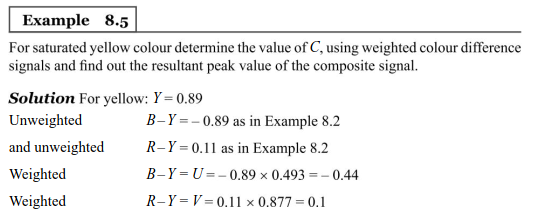 Example 8.5
For saturated yellow colour determine the value of C, using weighted colour difference
signals and find out the resultant peak value of the composite signal.
Solution For yellow: Y = 0.89
Unweighted B–Y = – 0.89 as in Example 8.2
and unweighted R–Y = 0.11 as in Example 8.2
Weighted B–Y = U = – 0.89 × 0.493 = – 0.44
Weighted R–Y = V = 0.11 × 0.877 = 0.1